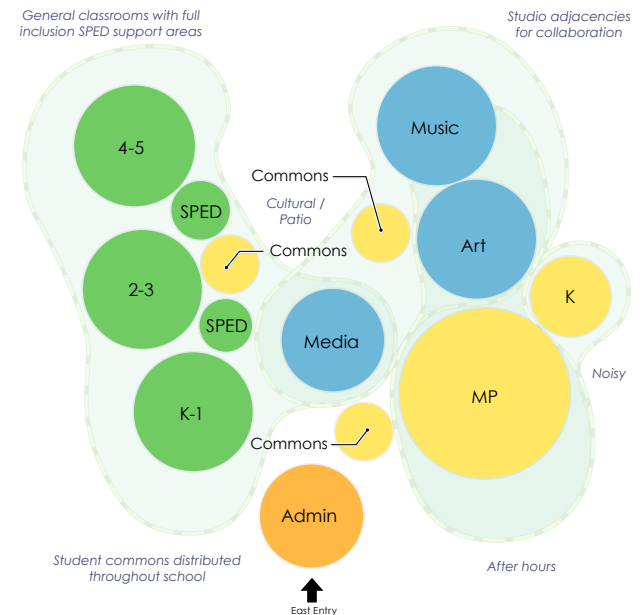 General classrooms with full
inclusion SPED support areas
Studio adjacencies
for collaboration
Music
4-5
Commons
SPED
Cultural /
Patio
Art
Commons
2-3
K
SPED
Media
Noisy
MP
K-1
Commons
Admin
Student commons distributed
throughout school
After hours
East Entry